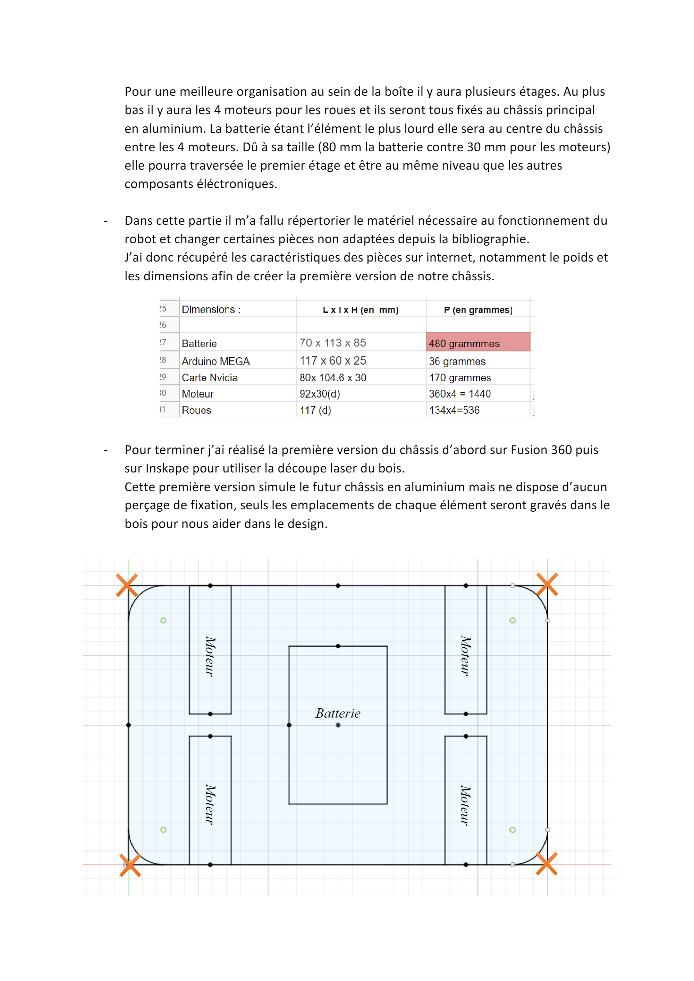 Pour une meilleure organisation au sein de la boîte il y aura plusieurs étages. Au plus
bas il y aura les 4 moteurs pour les roues et ils seront tous fixés au châssis principal
en aluminium. La batterie étant l'élément le plus lourd elle sera au centre du châssis
entre les 4 moteurs. Dû à sa taille (80 mm la batterie contre 30 mm pour les moteurs)
elle pourra traversée le premier étage et être au même niveau que les autres
composants éléctroniques.
- Dans cette partie il m'a fallu répertorier le matériel nécessaire au fonctionnement du
robot et changer certaines pièces non adaptées depuis la bibliographie.
J'ai donc récupéré les caractéristiques des pièces sur internet, notamment le poids et
les dimensions afin de créer la première version de notre châssis.
Dimensions : L x l x H (en mm) P (en grammes)
Batterie 70 x 113 x 85 480 grammmes
Arduino MEGA 117 x 60 x 25 36 grammes
Carte Nvidia 80x 104.6 x 30 170 grammes
Moteur 92x30(d) 360x4 = 1440
Roues 117 (d) 134x4=536
- Pour terminer j'ai réalisé la première version du châssis d'abord sur Fusion 360 puis
sur Inskape pour utiliser la découpe laser du bois.
Cette première version simule le futur châssis en aluminium mais ne dispose d'aucun
perçage de fixation, seuls les emplacements de chaque élément seront gravés dans le
bois pour nous aider dans le design.
Moteur
Moteur
Batterie
Moteur
Moteur